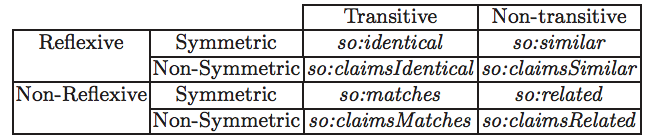 Transitive Non-transitive
Reflexive Symmetric so:identical so:similar
Non-Symmetric so:claimsIdentical so:claimsSimilar
Non-Reflexive Symmetric so:matches so:related
Non-Symmetric so:claimsMatches so:claimsRelated